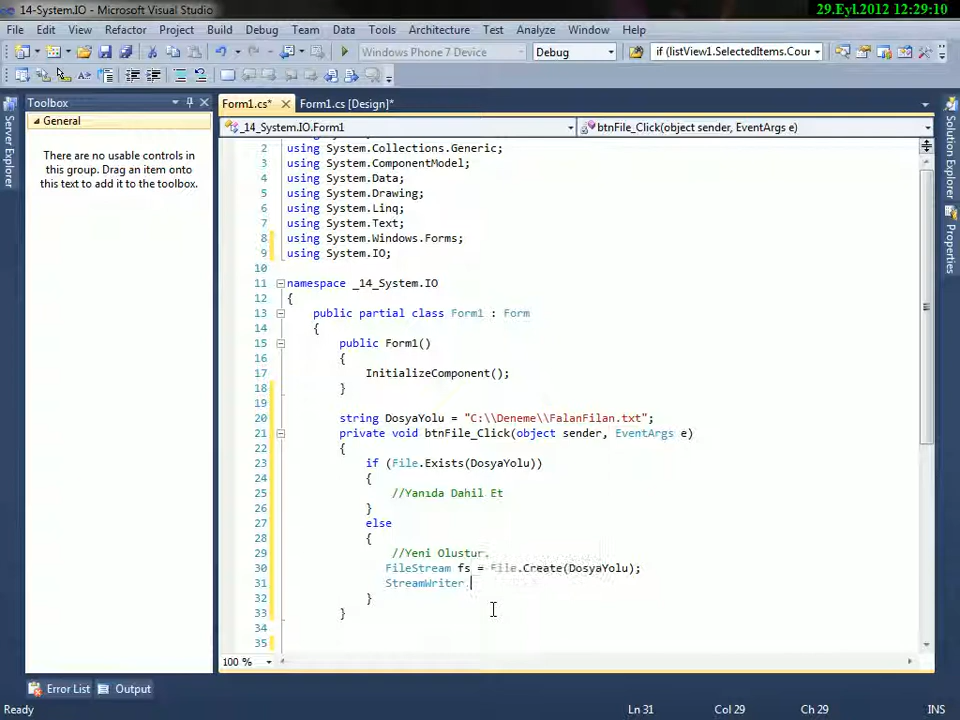 14-System.IO - Microsoft Visual Studio
29.Eyl.2012 12:29:10
File Edit View Refactor Project Build Debug Team Data Tools Architecture Test Analyze Window Help
Windows Phone 7 Device Debug if (listView1.SelectedItems.Cour
Toolbox
Form1.cs* Form1.cs [Design]*
General
_14_System.IO.Form1 btnFile_Click(object sender, EventArgs e)
There are no usable controls in
this group. Drag an item onto
this text to add it to the toolbox.
Server Explorer
Solution Explorer
Properties
2 using System.Collections.Generic;
3 using System.ComponentModel;
4 using System.Data;
5 using System.Drawing;
6 using System.Linq;
7 using System.Text;
8 using System.Windows.Forms;
9 using System.IO;
10
11 namespace _14_System.IO
12 {
13 public partial class Form1 : Form
14 {
15 public Form1()
16 {
17 InitializeComponent();
18 }
19
20 string DosyaYolu = "C:\\Deneme\\FalanFilan.txt";
21 private void btnFile_Click(object sender, EventArgs e)
22 {
23 if (File.Exists(DosyaYolu))
24 {
25 //Yanıda Dahil Et
26 }
27 else
28 {
29 //Yeni Olustur.
30 FileStream fs = File.Create(DosyaYolu);
31 StreamWriter.
32 }
33 }
34
35
100 %
Error List Output
Ready Ln 31 Col 29 Ch 29 INS